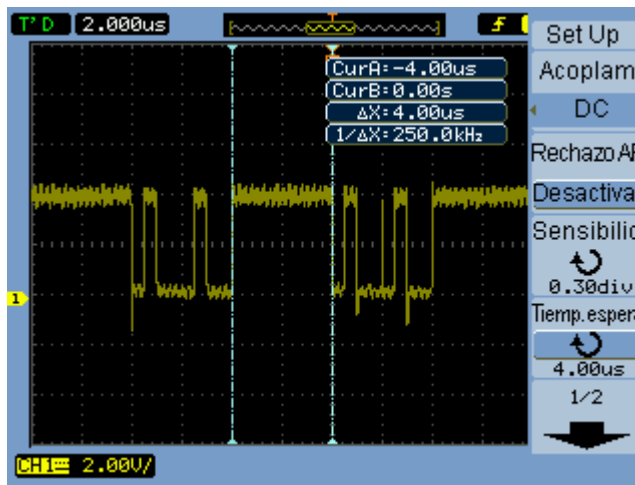 T'D 2.000us
CurA:-4.00us
CurB:0.00s
ΔX:4.00us
1/ΔX:250.0kHz
Set Up
Acoplam
DC
Rechazo AF
Desactiva
Sensibilid
0.30div
Tiemp.espera
4.00us
1/2
1
CH1 2.00V/